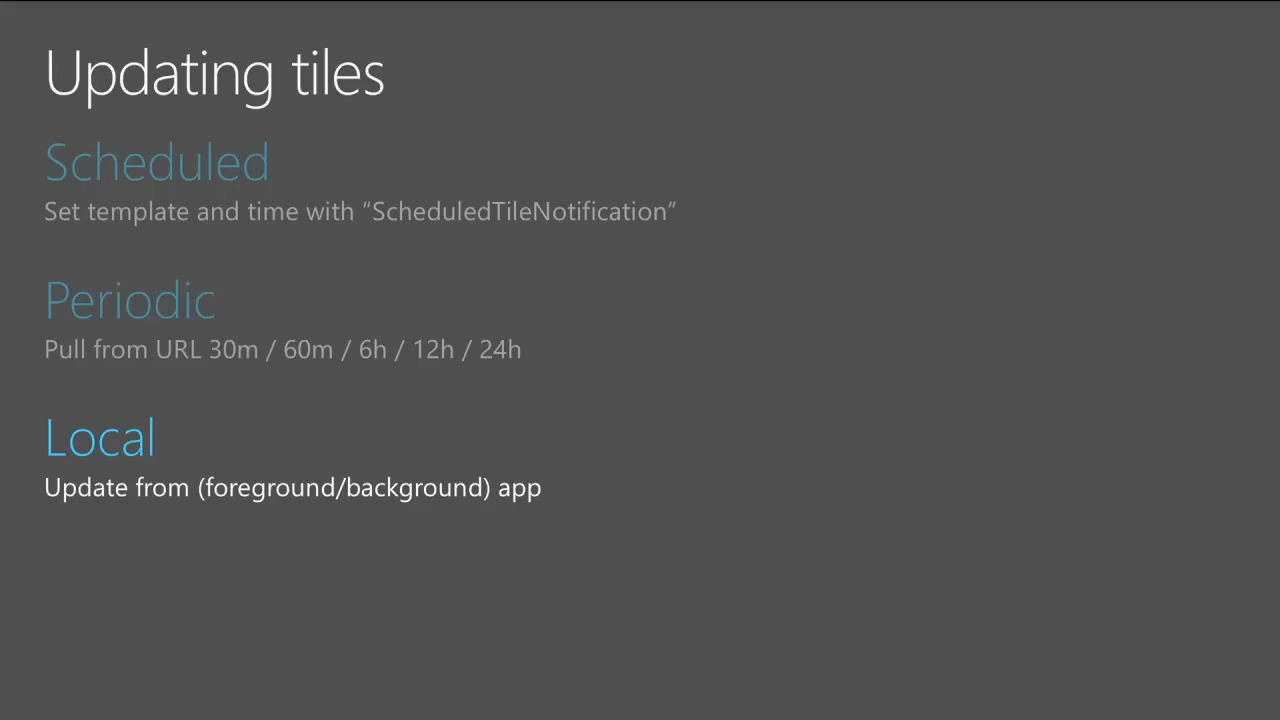 Updating tiles
Scheduled
Set template and time with “ScheduledTileNotification”
Periodic
Pull from URL 30m / 60m / 6h / 12h / 24h
Local
Update from (foreground/background) app